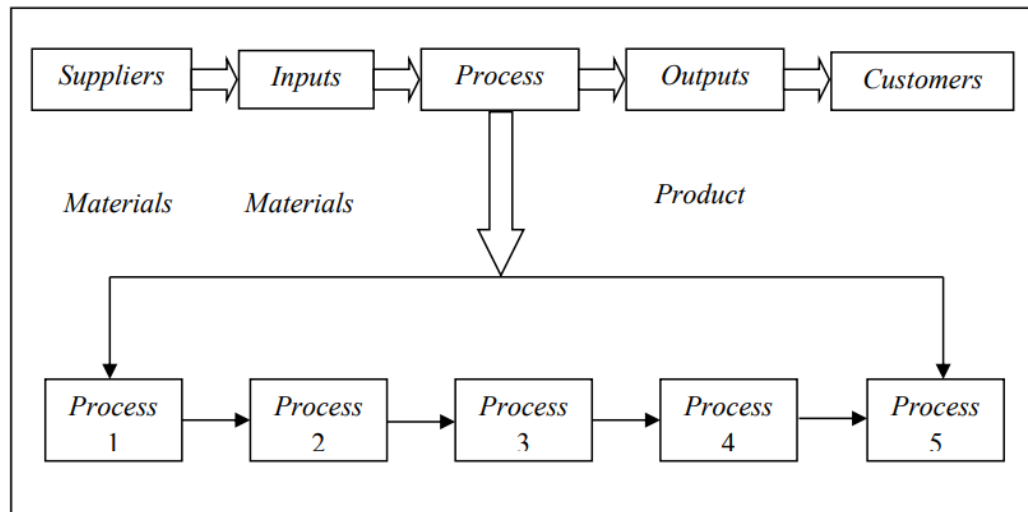 Suppliers Inputs Process Outputs Customers
Materials Materials Product
Process Process Process Process Process
1 2 3 4 5